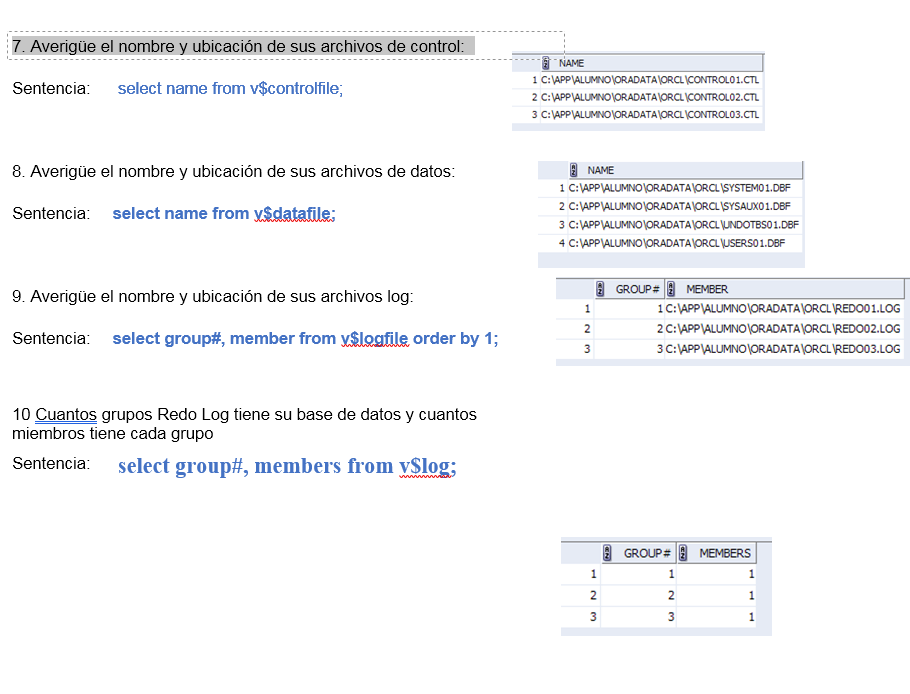 7. Averigüe el nombre y ubicación de sus archivos de control:
Sentencia: select name from v$controlfile;
NAME
1 C:\APP\ALUMNO\ORADATA\ORCL\CONTROL01.CTL
2 C:\APP\ALUMNO\ORADATA\ORCL\CONTROL02.CTL
3 C:\APP\ALUMNO\ORADATA\ORCL\CONTROL03.CTL
8. Averigüe el nombre y ubicación de sus archivos de datos:
Sentencia: select name from v$datafile;
NAME
1 C:\APP\ALUMNO\ORADATA\ORCL\SYSTEM01.DBF
2 C:\APP\ALUMNO\ORADATA\ORCL\SYSAUX01.DBF
3 C:\APP\ALUMNO\ORADATA\ORCL\UNDOTBS01.DBF
4 C:\APP\ALUMNO\ORADATA\ORCL\USERS01.DBF
9. Averigüe el nombre y ubicación de sus archivos log:
Sentencia: select group#, member from v$logfile order by 1;
GROUP# MEMBER
1 1 C:\APP\ALUMNO\ORADATA\ORCL\REDO01.LOG
2 2 C:\APP\ALUMNO\ORADATA\ORCL\REDO02.LOG
3 3 C:\APP\ALUMNO\ORADATA\ORCL\REDO03.LOG
10 Cuantos grupos Redo Log tiene su base de datos y cuantos
miembros tiene cada grupo
Sentencia: select group#, members from v$log;
GROUP# MEMBERS
1 1 1
2 2 1
3 3 1